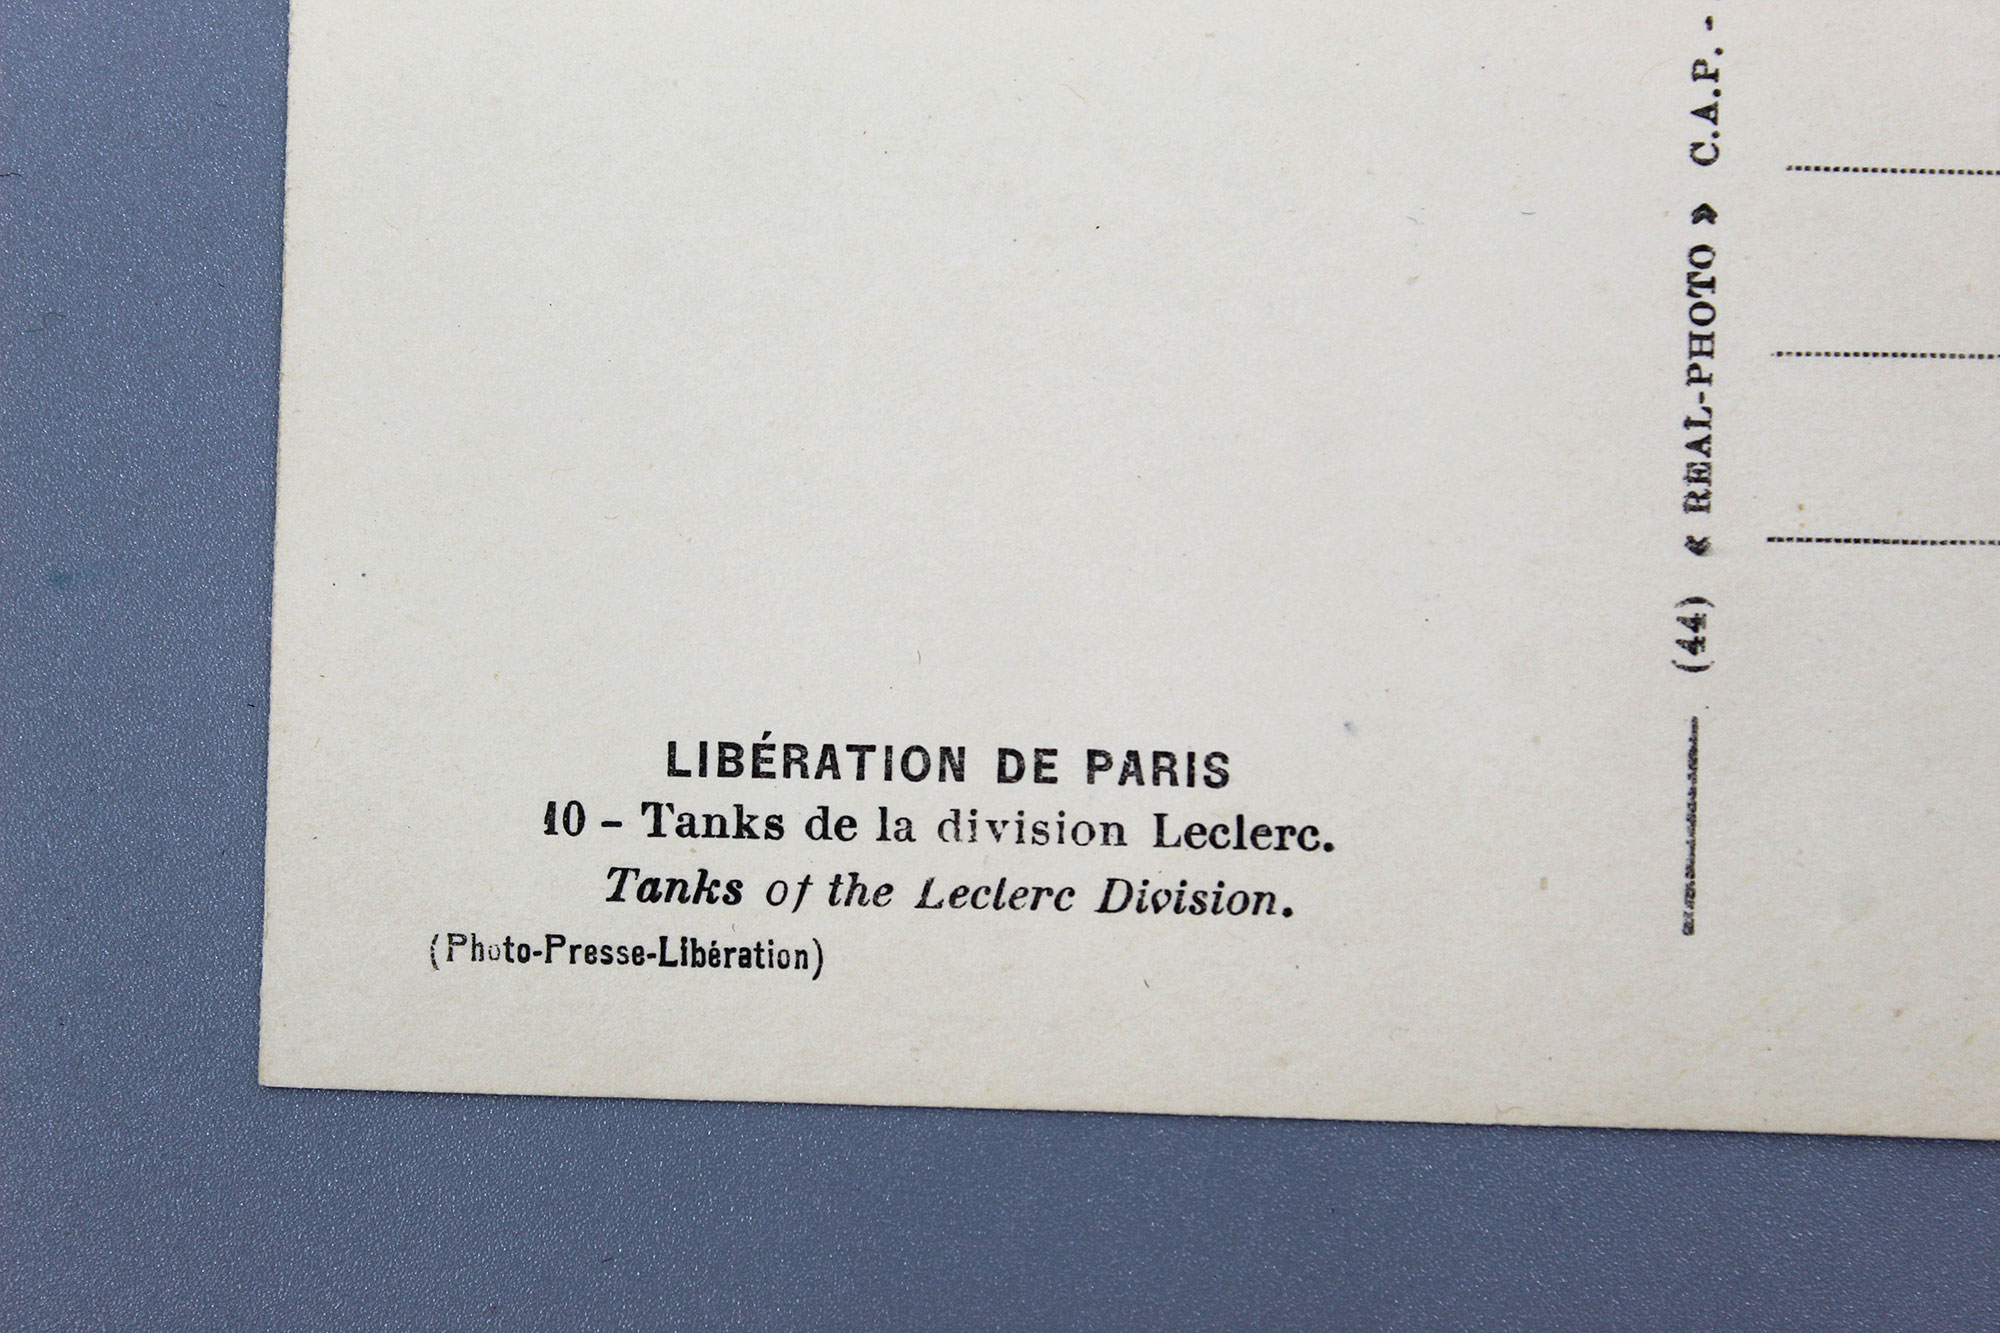 LIBÉRATION DE PARIS
10 - Tanks de la division Leclerc.
Tanks of the Leclerc Division.
(Photo-Presse-Libération)
(44) « REAL-PHOTO » C.A.P. -